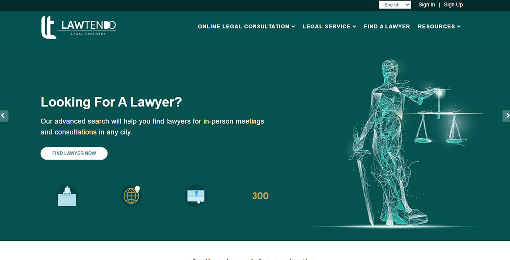 English
Sign In | Sign Up
LAWTENDO
LEGAL PARTNERS
ONLINE LEGAL CONSULTATION
LEGAL SERVICE
FIND A LAWYER
RESOURCES
Looking For A Lawyer?
Our advanced search will help you find lawyers for in-person meetings
and consultations in any city.
FIND LAWYER NOW
300